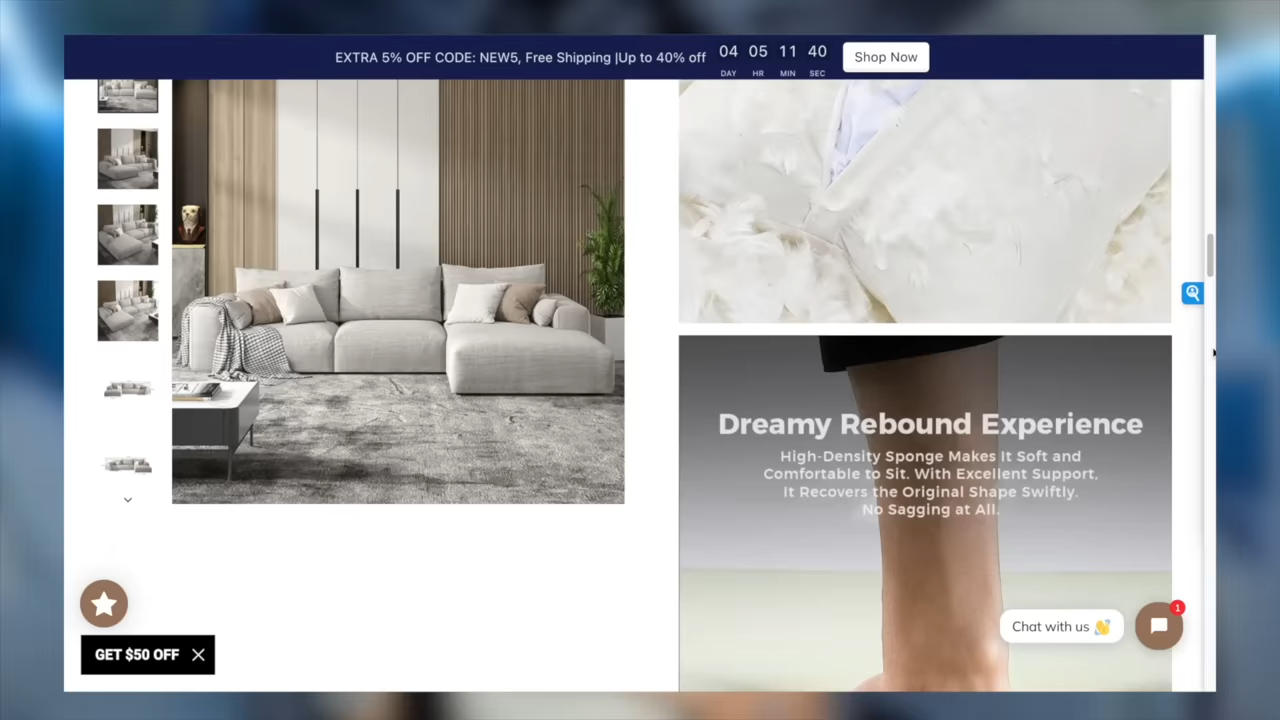 EXTRA 5% OFF CODE: NEW5, Free Shipping |Up to 40% off
04 05 11 40
DAY HR MIN SEC
Shop Now
Dreamy Rebound Experience
High-Density Sponge Makes It Soft and
Comfortable to Sit. With Excellent Support,
It Recovers the Original Shape Swiftly.
No Sagging at All.
Chat with us 👋
1
GET $50 OFF